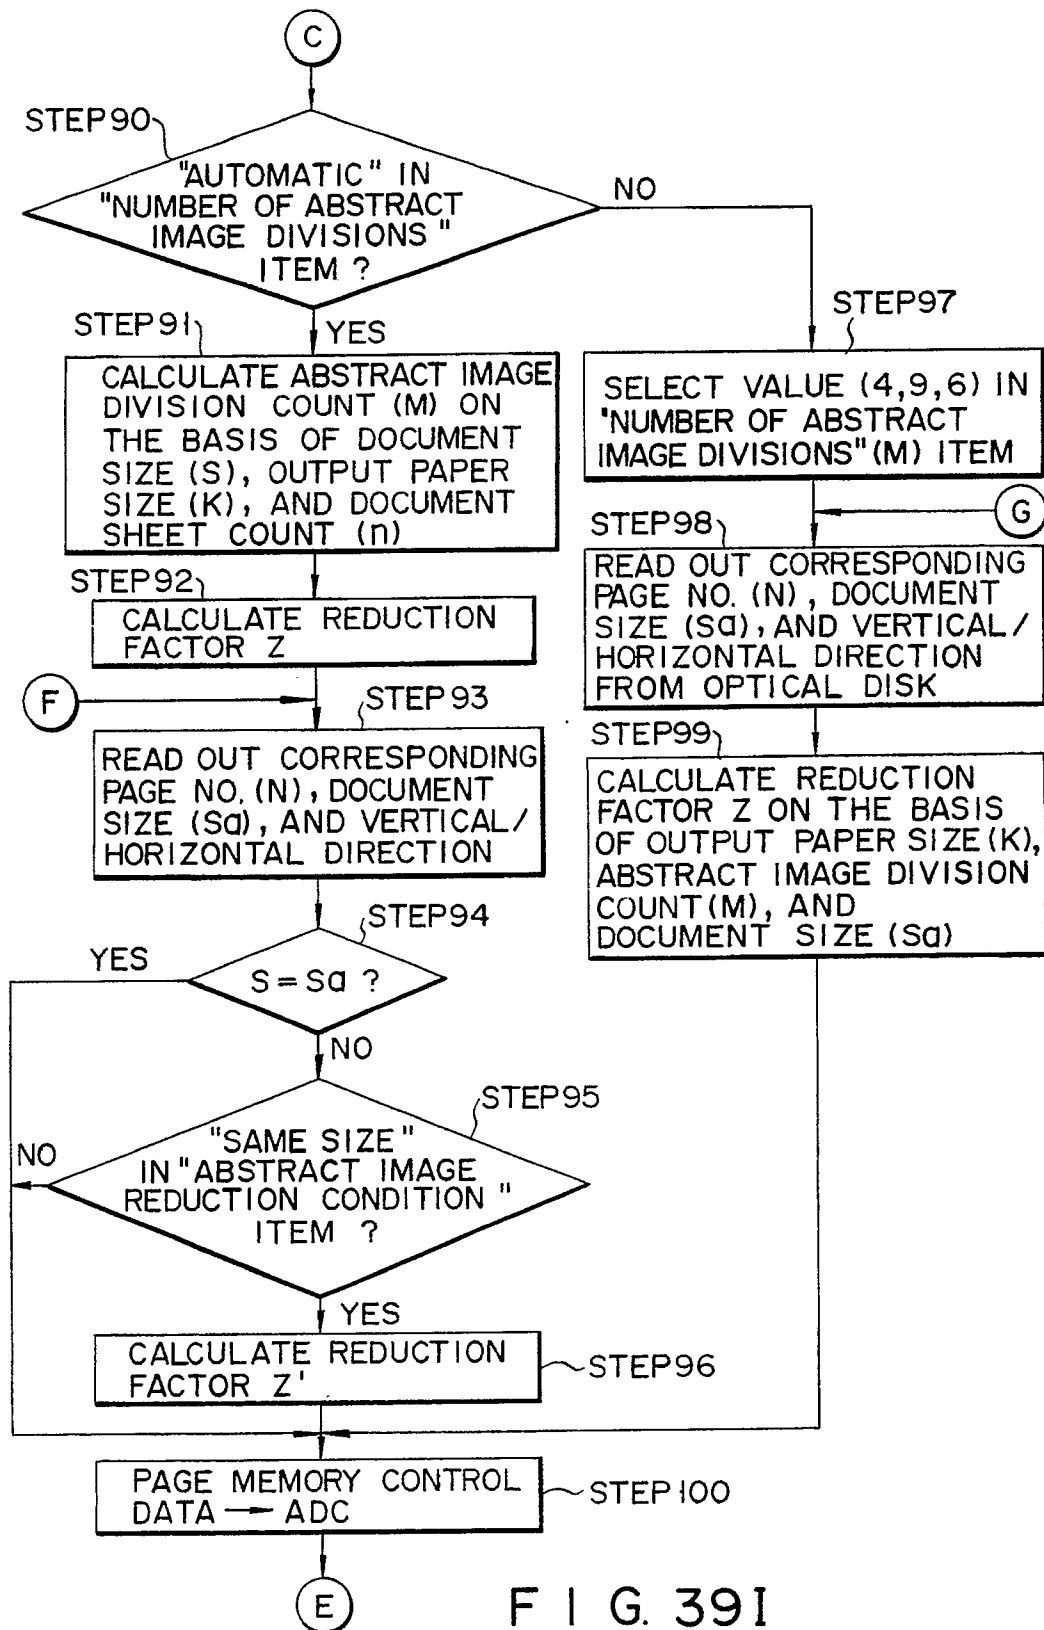 C
STEP90
"AUTOMATIC" IN
"NUMBER OF ABSTRACT
IMAGE DIVISIONS"
ITEM ?
NO
YES
STEP91
CALCULATE ABSTRACT IMAGE
DIVISION COUNT (M) ON
THE BASIS OF DOCUMENT
SIZE (S), OUTPUT PAPER
SIZE (K), AND DOCUMENT
SHEET COUNT (n)
STEP92
CALCULATE REDUCTION
FACTOR Z
F
STEP93
READ OUT CORRESPONDING
PAGE NO. (N), DOCUMENT
SIZE (Sa), AND VERTICAL/
HORIZONTAL DIRECTION
STEP94
YES
S = Sa ?
NO
STEP95
"SAME SIZE"
IN "ABSTRACT IMAGE
REDUCTION CONDITION"
ITEM ?
NO
YES
CALCULATE REDUCTION
FACTOR Z'
STEP96
STEP97
SELECT VALUE (4,9,6) IN
"NUMBER OF ABSTRACT
IMAGE DIVISIONS" (M) ITEM
G
STEP98
READ OUT CORRESPONDING
PAGE NO. (N), DOCUMENT
SIZE (Sa), AND VERTICAL/
HORIZONTAL DIRECTION
FROM OPTICAL DISK
STEP99
CALCULATE REDUCTION
FACTOR Z ON THE BASIS
OF OUTPUT PAPER SIZE (K),
ABSTRACT IMAGE DIVISION
COUNT (M), AND
DOCUMENT SIZE (Sa)
PAGE MEMORY CONTROL
DATA → ADC
STEP100
E
FIG. 39I